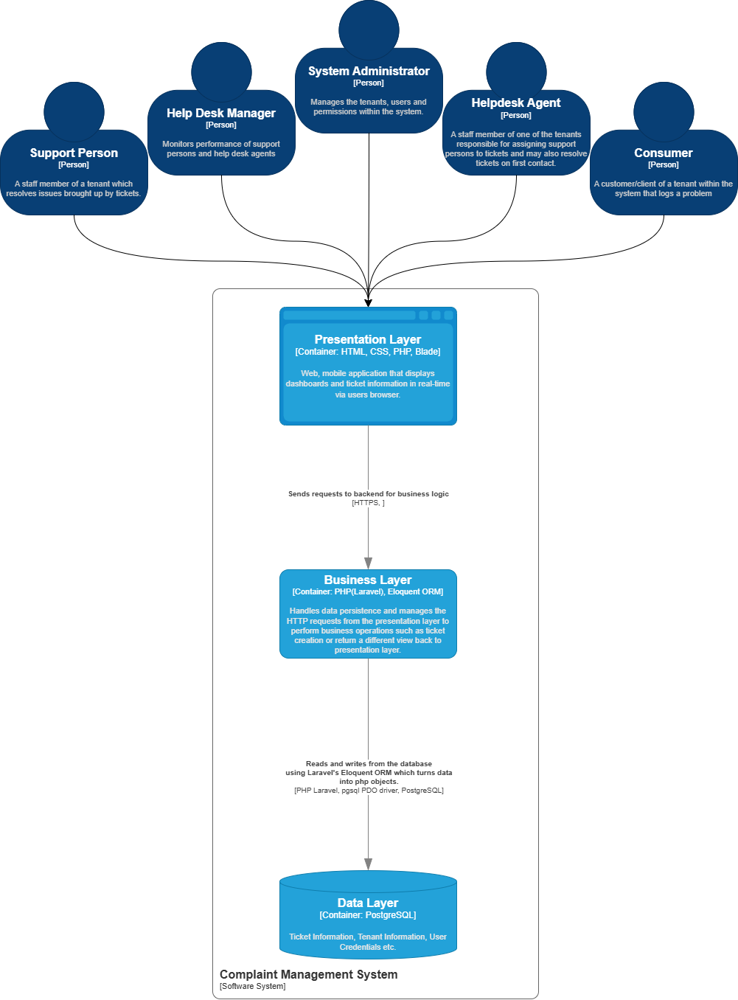 System Administrator
[Person]
Manages the tenants, users and
permissions within the system.
Help Desk Manager
[Person]
Monitors performance of support
persons and help desk agents
Helpdesk Agent
[Person]
A staff member of one of the tenants
responsible for assigning support
persons to tickets and may also resolve
tickets on first contact.
Support Person
[Person]
A staff member of a tenant which
resolves issues brought up by tickets.
Consumer
[Person]
A customer/client of a tenant within the
system that logs a problem
Presentation Layer
[Container: HTML, CSS, PHP, Blade]
Web, mobile application that displays
dashboards and ticket information in real-time
via users browser.
Sends requests to backend for business logic
[HTTPS, ]
Business Layer
[Container: PHP(Laravel), Eloquent ORM]
Handles data persistence and manages the
HTTP requests from the presentation layer to
perform business operations such as ticket
creation or return a different view back to
presentation layer.
Reads and writes from the database
using Laravel's Eloquent ORM which turns data
into php objects.
[PHP Laravel, pgsql PDO driver, PostgreSQL]
Data Layer
[Container: PostgreSQL]
Ticket Information, Tenant Information, User
Credentials etc.
Complaint Management System
[Software System]